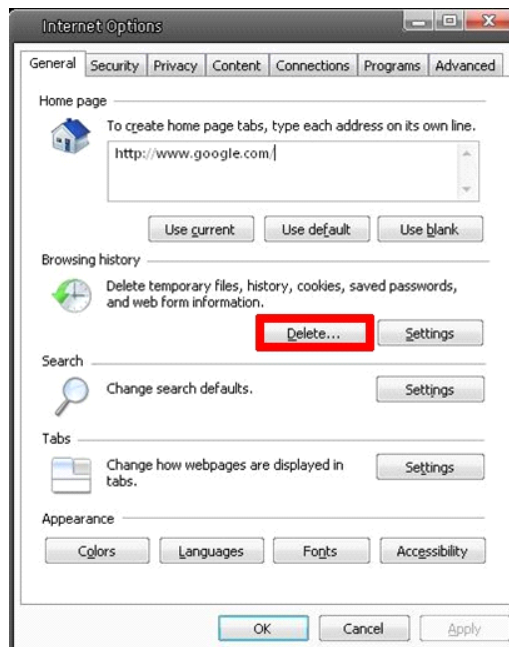 Internet Options
General Security Privacy Content Connections Programs Advanced
Home page
To create home page tabs, type each address on its own line.
http://www.google.com/
Use current Use default Use blank
Browsing history
Delete temporary files, history, cookies, saved passwords,
and web form information.
Delete... Settings
Search
Change search defaults. Settings
Tabs
Change how webpages are displayed in Settings
tabs.
Appearance
Colors Languages Fonts Accessibility
OK Cancel Apply